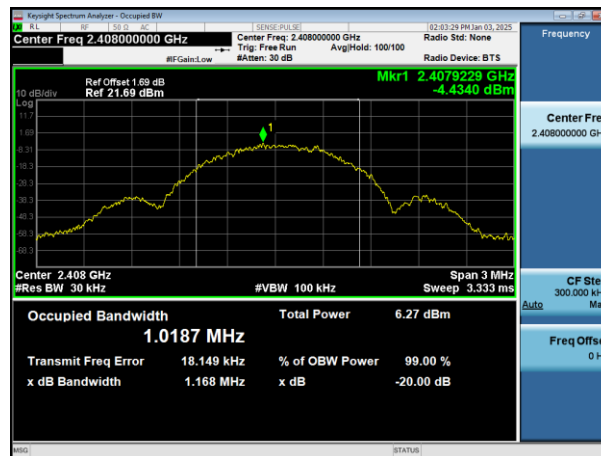 Keysight Spectrum Analyzer - Occupied BW
RL RF 50 Ω AC SENSE:PULSE 02:03:29 PM Jan 03, 2025
Center Freq 2.408000000 GHz Center Freq: 2.408000000 GHz Radio Std: None
Trig: Free Run Avg|Hold: 100/100
#IFGain:Low #Atten: 30 dB Radio Device: BTS
Frequency
Ref Offset 1.69 dB Mkr1 2.4079229 GHz
10 dB/div Ref 21.69 dBm -4.4340 dBm
Log
11.7
1.69
1
-8.31
-18.3
-28.3
-38.3
-48.3
-58.3
-68.3
Center Fre
2.408000000 GH
Center 2.408 GHz Span 3 MHz
#Res BW 30 kHz #VBW 100 kHz Sweep 3.333 ms
CF Ste
300.000 kH
Auto Ma
Occupied Bandwidth Total Power 6.27 dBm
1.0187 MHz
Transmit Freq Error 18.149 kHz % of OBW Power 99.00 %
x dB Bandwidth 1.168 MHz x dB -20.00 dB
Freq Offse
0 H
MSG STATUS